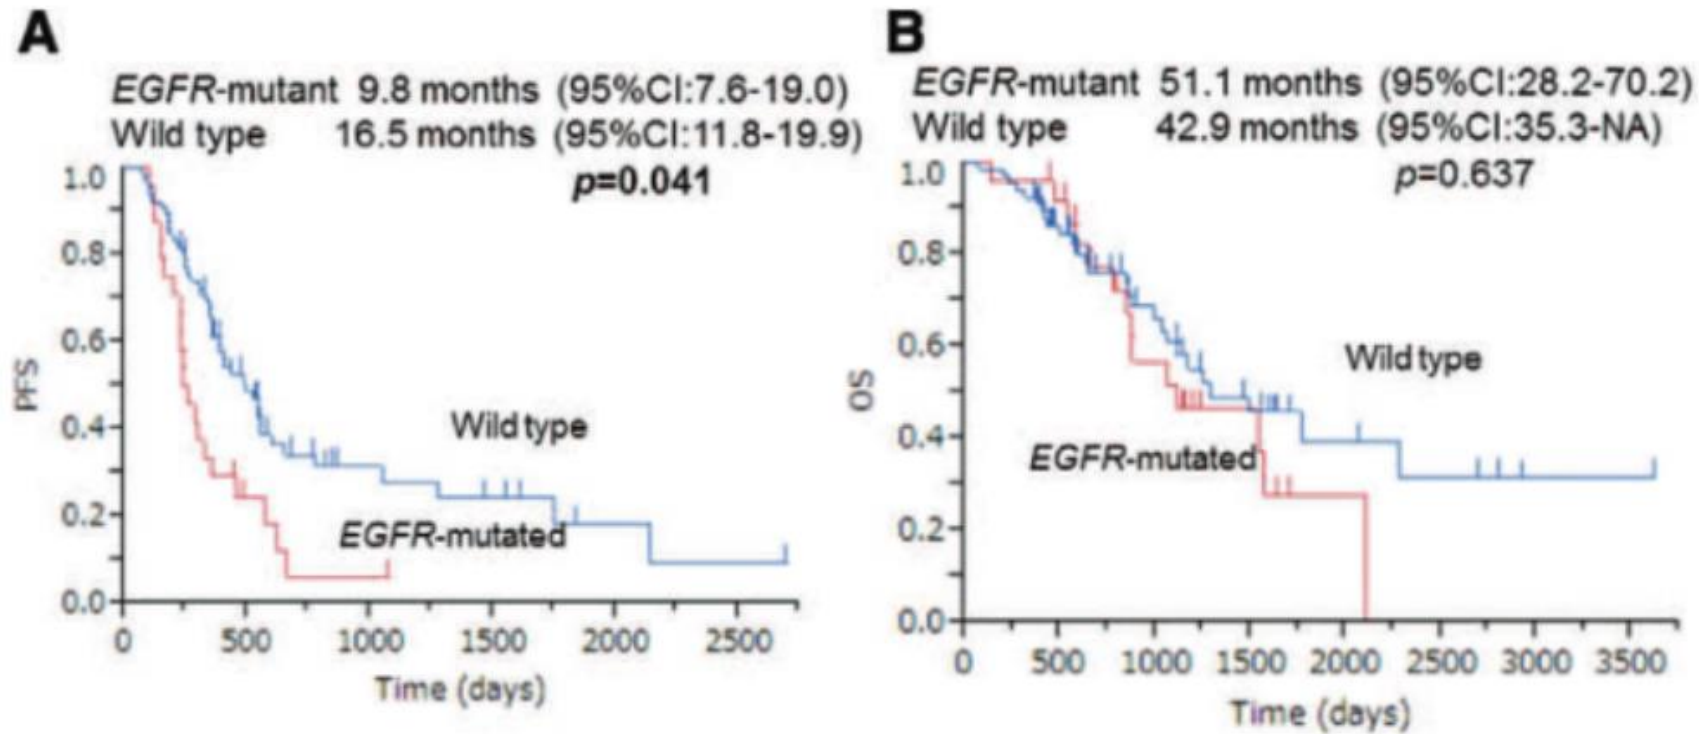 A
EGFR-mutant 9.8 months (95%CI:7.6-19.0)
Wild type 16.5 months (95%CI:11.8-19.9)
p=0.041
1.0
0.8
0.6
0.4
0.2
0.0
PFS
Wild type
EGFR-mutated
0 500 1000 1500 2000 2500
Time (days)
B
EGFR-mutant 51.1 months (95%CI:28.2-70.2)
Wild type 42.9 months (95%CI:35.3-NA)
p=0.637
1.0
0.8
0.6
0.4
0.2
0.0
OS
Wild type
EGFR-mutated
0 500 1000 1500 2000 2500 3000 3500
Time (days)